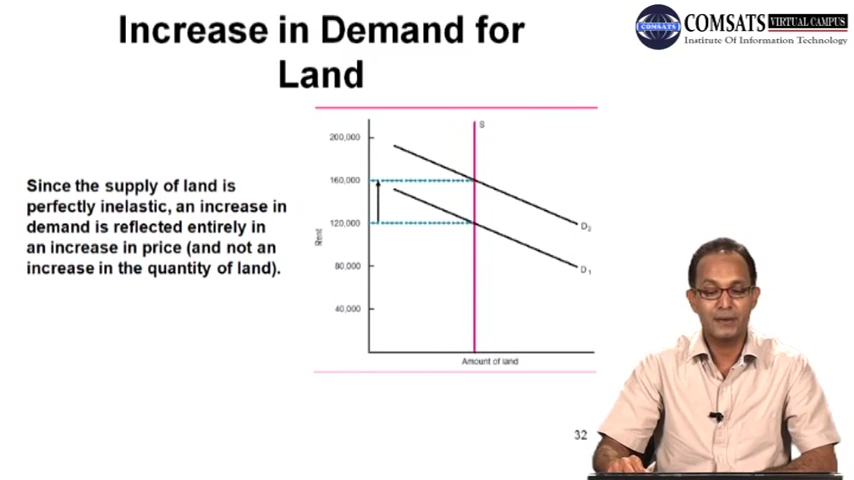 Increase in Demand for
Land
COMSATS
COMSATS VIRTUAL CAMPUS
Institute Of Information Technology
Since the supply of land is
perfectly inelastic, an increase in
demand is reflected entirely in
an increase in price (and not an
increase in the quantity of land).
S
200,000
160,000
120,000
80,000
40,000
Rent
D2
D1
Amount of land
32